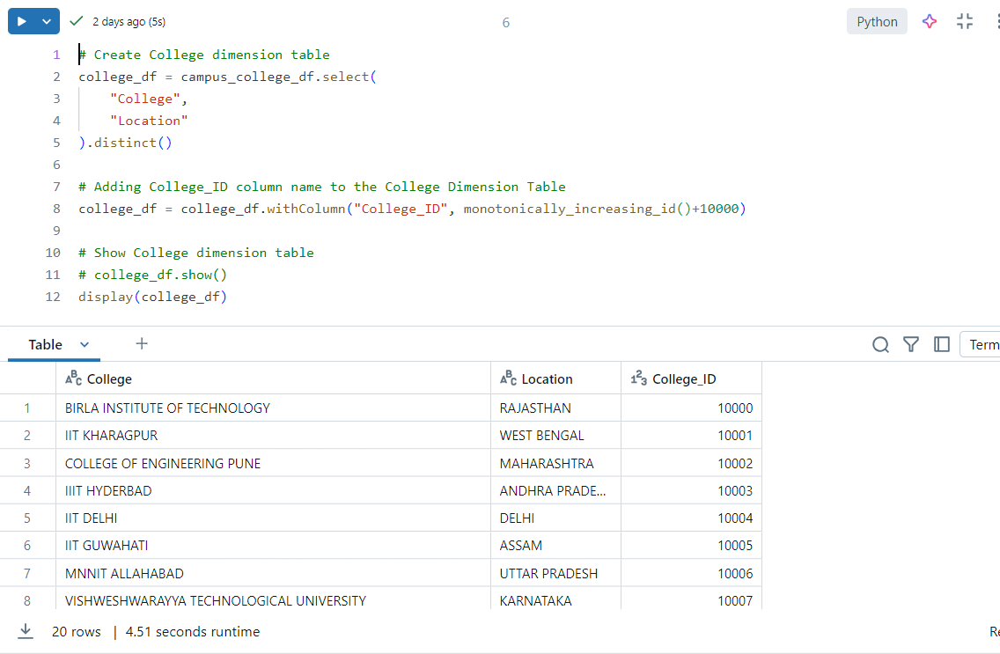 2 days ago (5s)
6
Python
1 # Create College dimension table
2 college_df = campus_college_df.select(
3     "College",
4     "Location"
5 ).distinct()
6
7 # Adding College_ID column name to the College Dimension Table
8 college_df = college_df.withColumn("College_ID", monotonically_increasing_id()+10000)
9
10 # Show College dimension table
11 # college_df.show()
12 display(college_df)
Table + Term
College Location College_ID
1 BIRLA INSTITUTE OF TECHNOLOGY RAJASTHAN 10000
2 IIT KHARAGPUR WEST BENGAL 10001
3 COLLEGE OF ENGINEERING PUNE MAHARASHTRA 10002
4 IIIT HYDERBAD ANDHRA PRADE... 10003
5 IIT DELHI DELHI 10004
6 IIT GUWAHATI ASSAM 10005
7 MNNIT ALLAHABAD UTTAR PRADESH 10006
8 VISHWESHWARAYYA TECHNOLOGICAL UNIVERSITY KARNATAKA 10007
20 rows | 4.51 seconds runtime Re